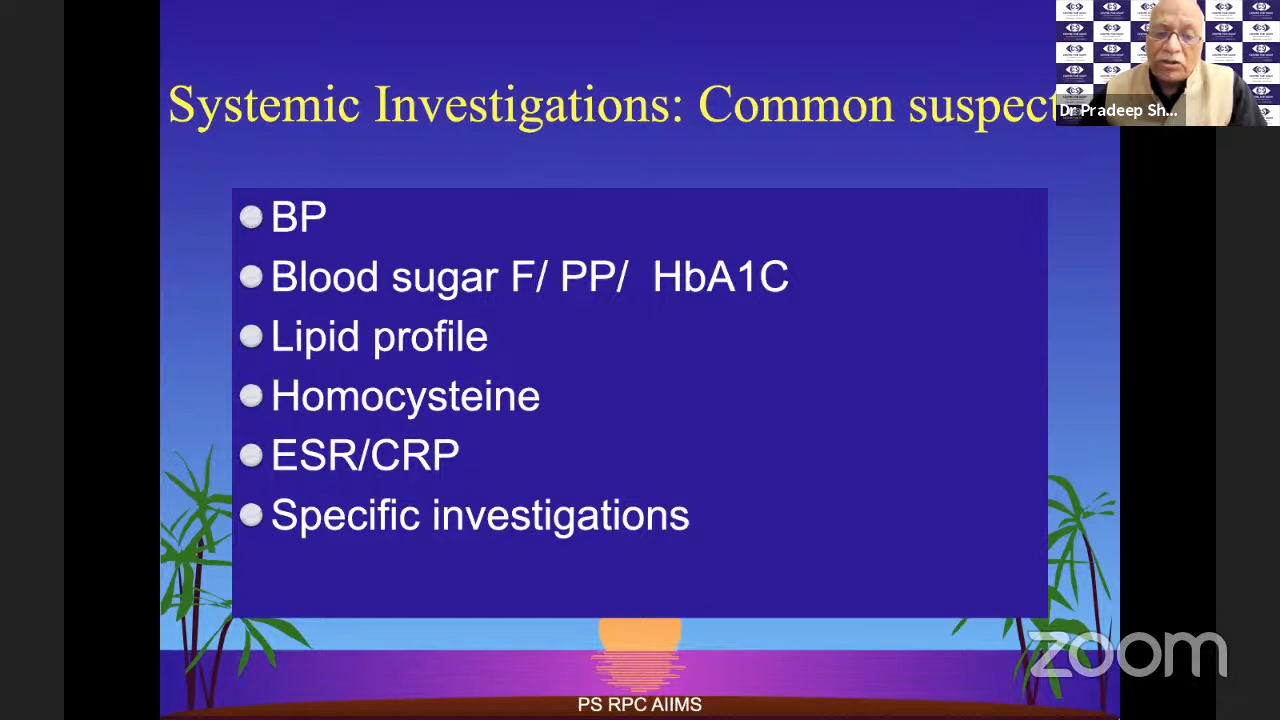 Systemic Investigations: Common suspect
Dr Pradeep Sh...
BP
Blood sugar F/ PP/ HbA1C
Lipid profile
Homocysteine
ESR/CRP
Specific investigations
zoom
PS RPC AIIMS